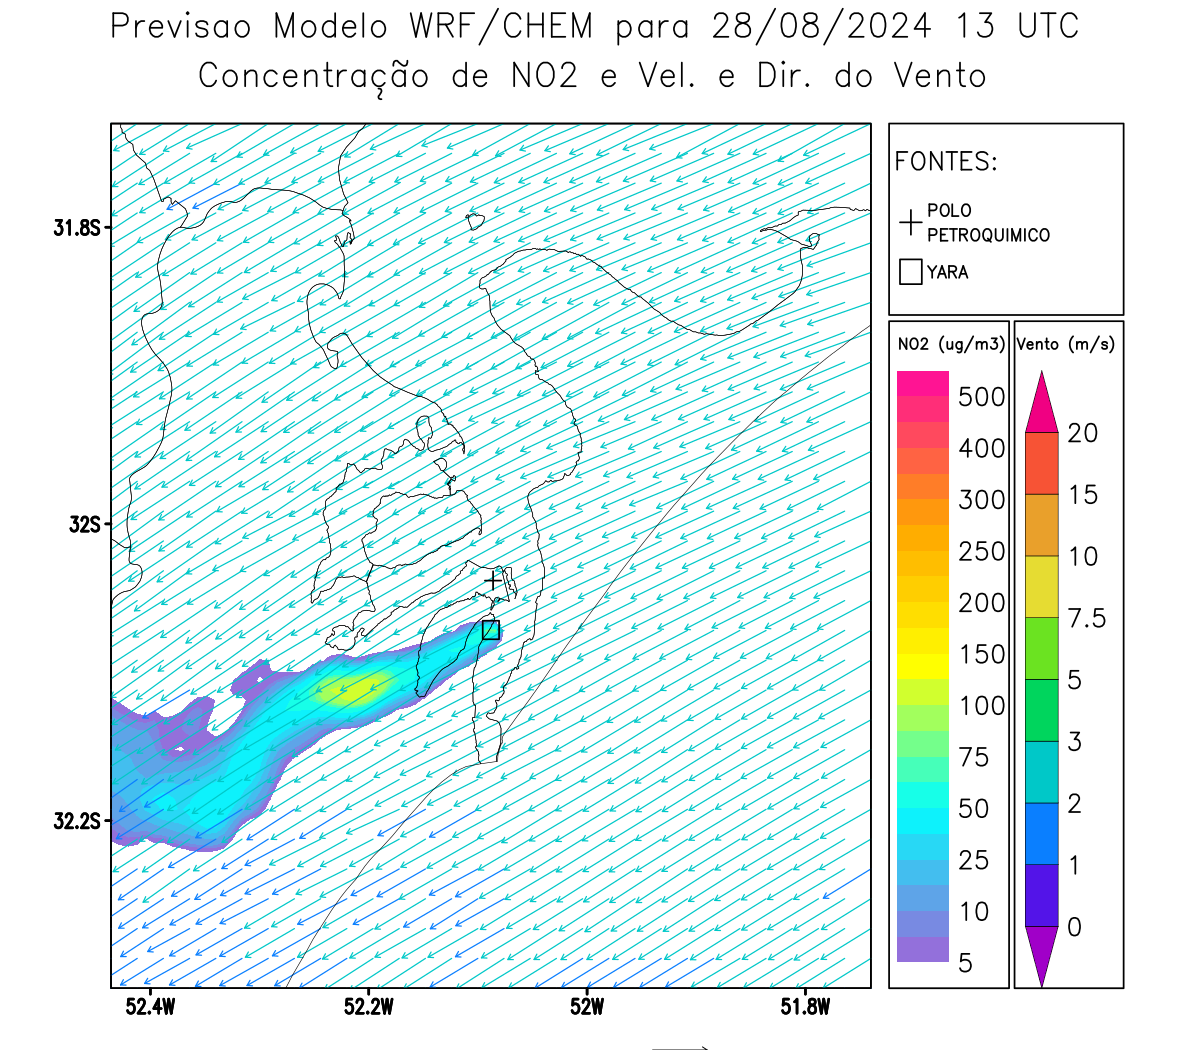 Previsao Modelo WRF/CHEM para 28/08/2024 13 UTC
Concentração de NO2 e Vel. e Dir. do Vento
FONTES:
POLO
PETROQUIMICO
YARA
31.8S
32S
32.2S
52.4W
52.2W
52W
51.8W
NO2 (ug/m3)
500
400
300
250
200
150
100
75
50
25
10
5
Vento (m/s)
20
15
10
7.5
5
3
2
1
0